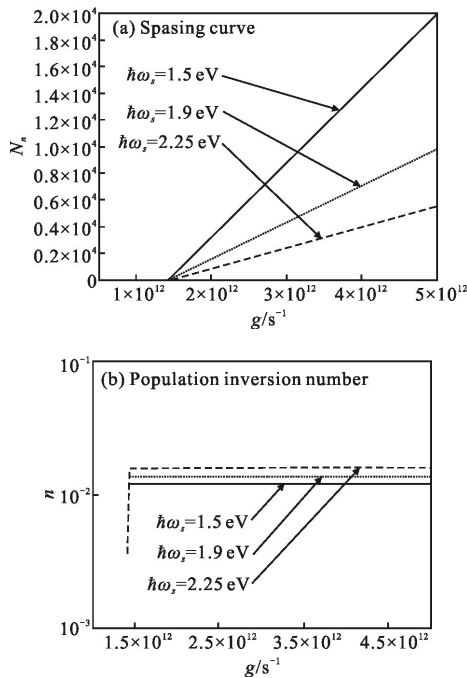 (a) Spasing curve
2.0×10⁴
1.8×10⁴
1.6×10⁴
1.4×10⁴
1.2×10⁴
1.0×10⁴
0.8×10⁴
0.6×10⁴
0.4×10⁴
0.2×10⁴
0
Nₙ
ħωₛ=1.5 eV
ħωₛ=1.9 eV
ħωₛ=2.25 eV
1×10¹² 2×10¹² 3×10¹² 4×10¹² 5×10¹²
g/s⁻¹
(b) Population inversion number
10⁻¹
10⁻²
10⁻³
n
ħωₛ=1.5 eV
ħωₛ=1.9 eV
ħωₛ=2.25 eV
1.5×10¹² 2.5×10¹² 3.5×10¹² 4.5×10¹²
g/s⁻¹